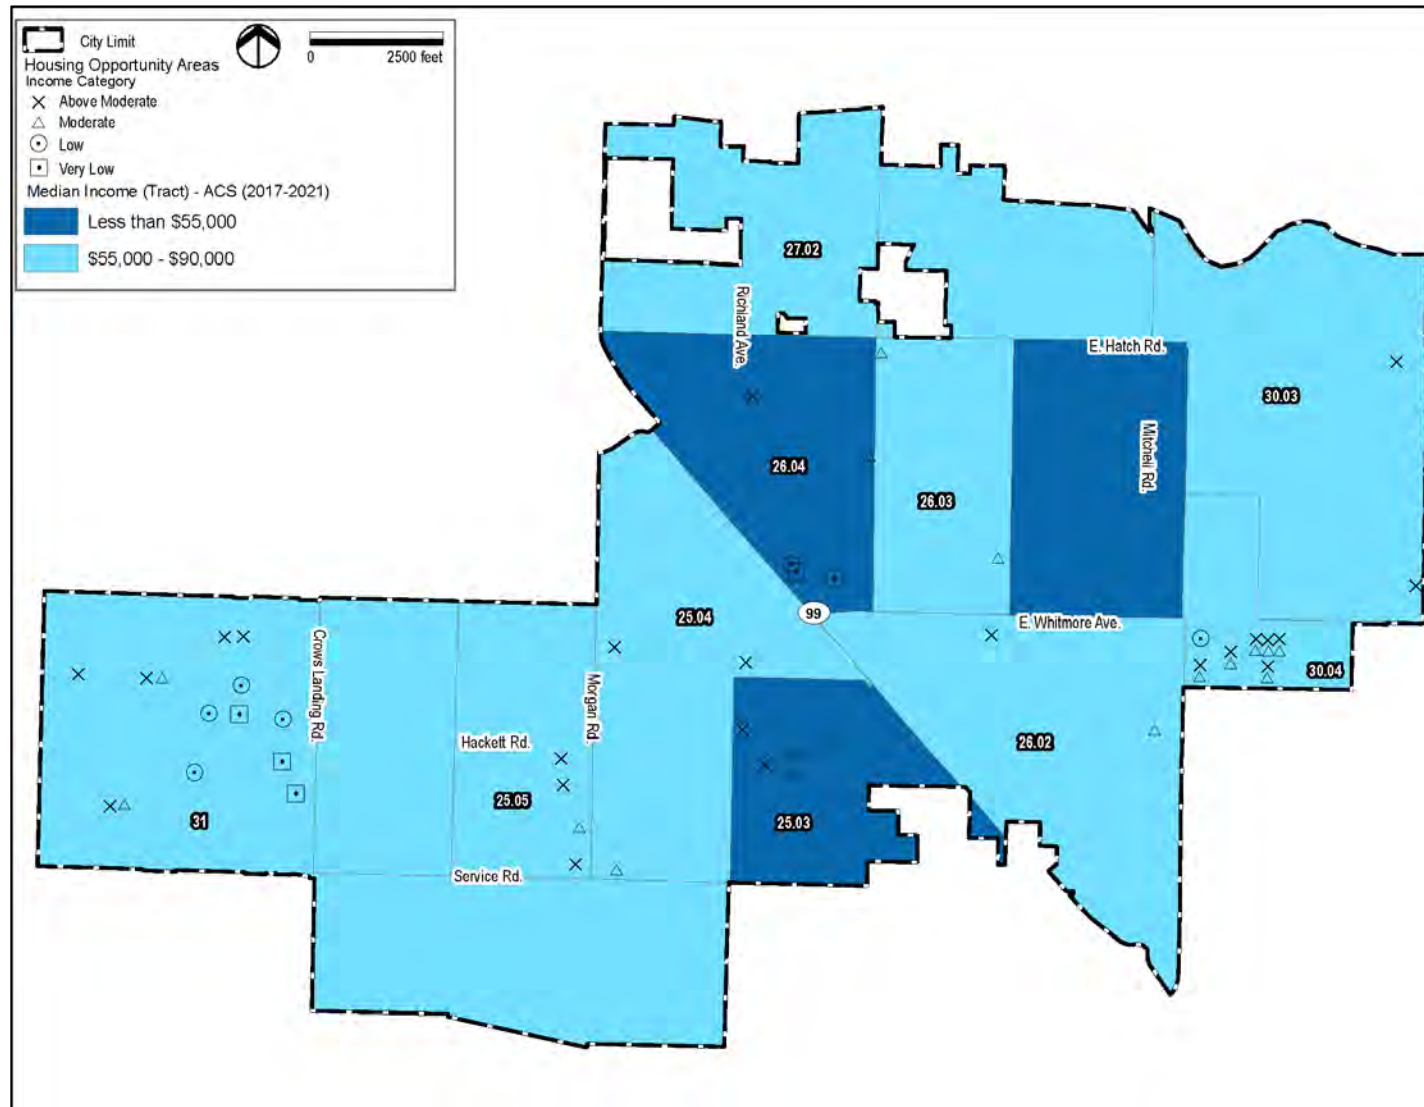 City Limit
0 2500 feet
Housing Opportunity Areas
Income Category
Above Moderate
Moderate
Low
Very Low
Median Income (Tract) - ACS (2017-2021)
Less than $55,000
$55,000 - $90,000
27.02
Richland Ave.
E. Hatch Rd.
30.03
Mitchell Rd.
26.04
26.03
99
E. Whitmore Ave.
25.04
30.04
Crows Landing Rd.
Morgan Rd.
Hackett Rd.
26.02
25.05
31
25.03
Service Rd.